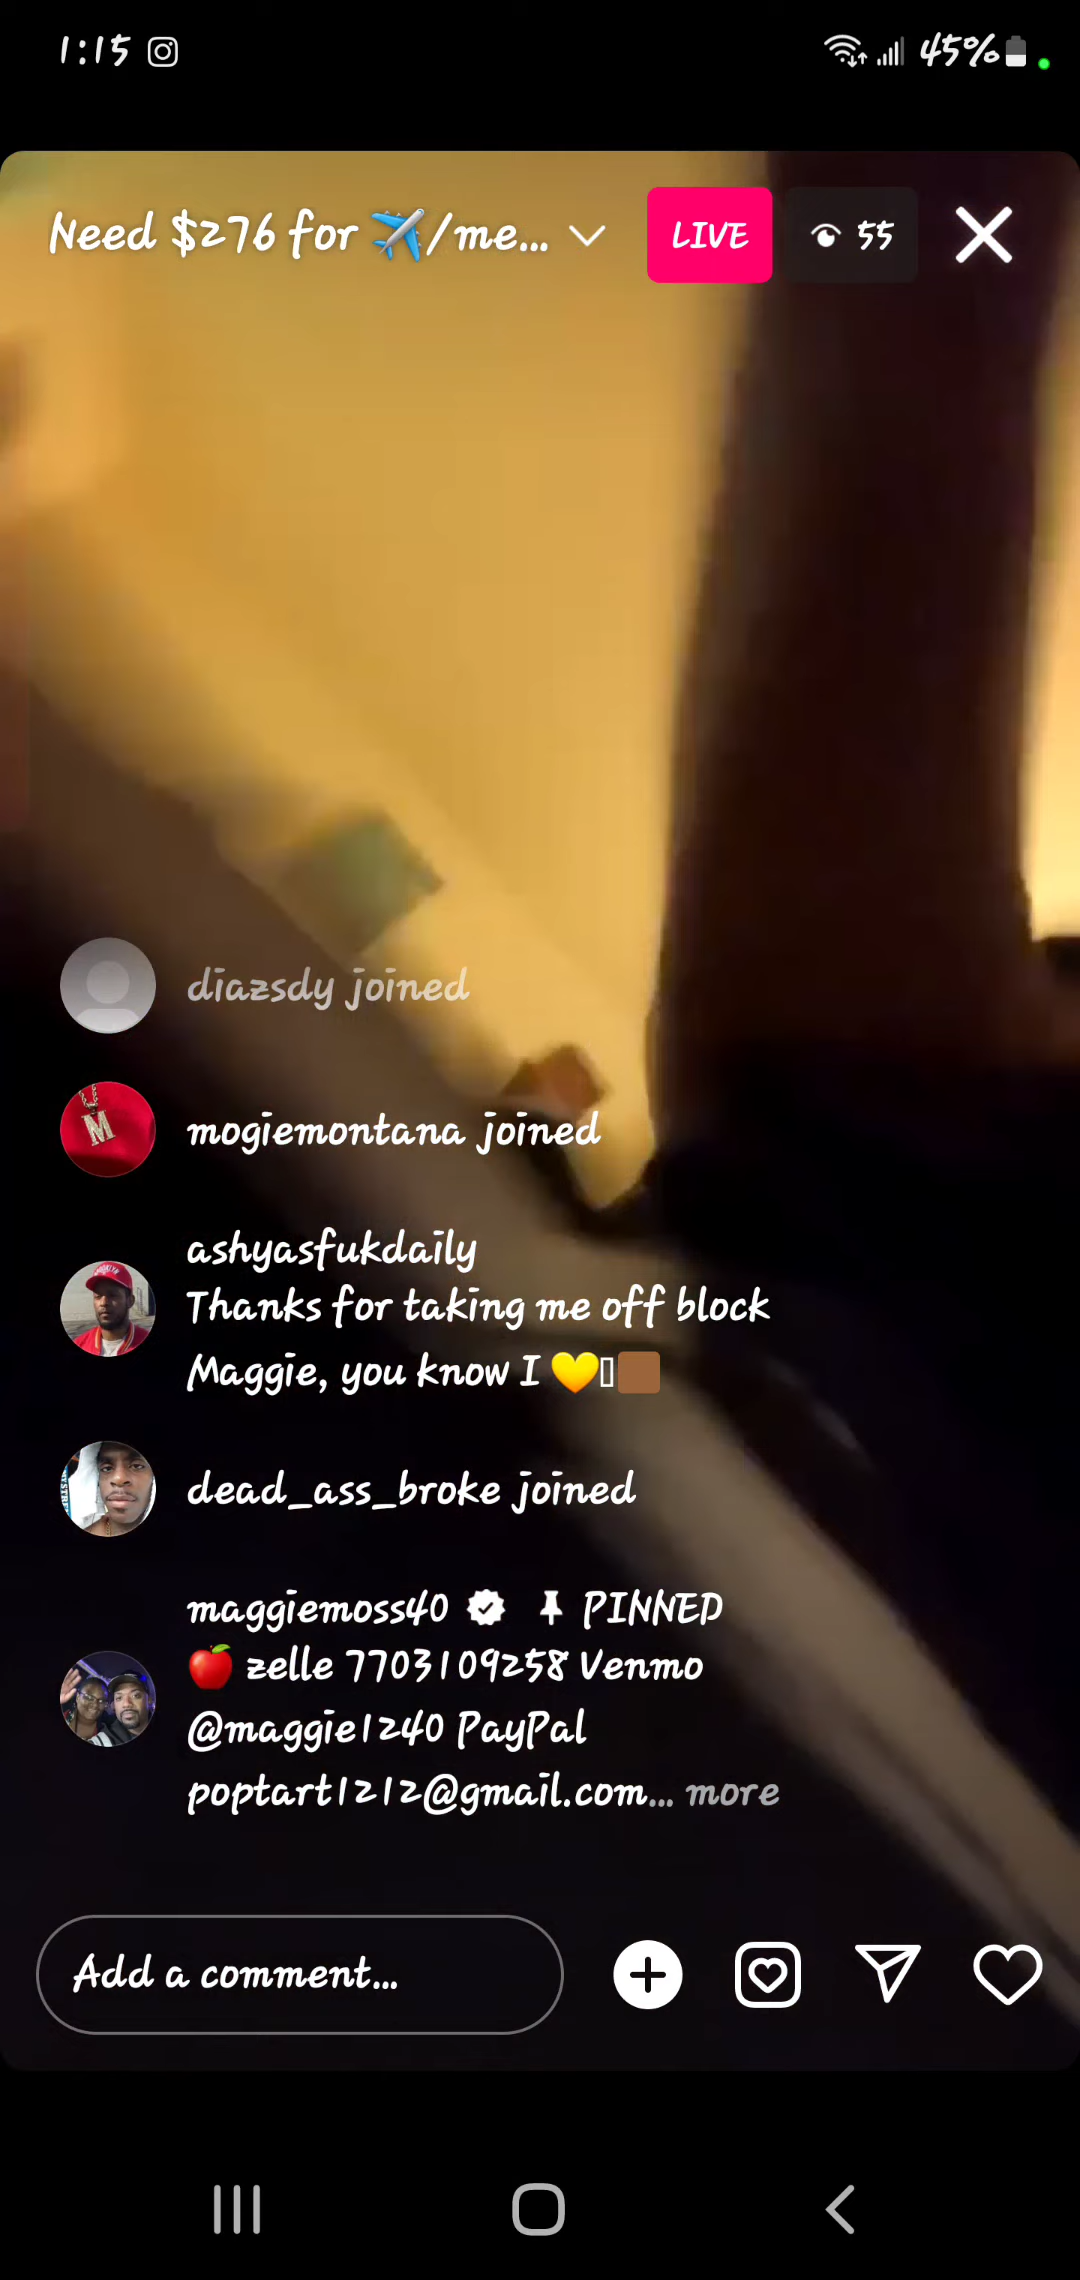 1:15
45%
Need $276 for ✈️/me...
LIVE
55
diazsdy joined
mogiemontana joined
ashyasfukdaily
Thanks for taking me off block
Maggie, you know I 💛▯🟫
dead_ass_broke joined
maggiemoss40 PINNED
🍎 zelle 7703109258 Venmo
@maggie1240 PayPal
poptart1212@gmail.com... more
Add a comment...